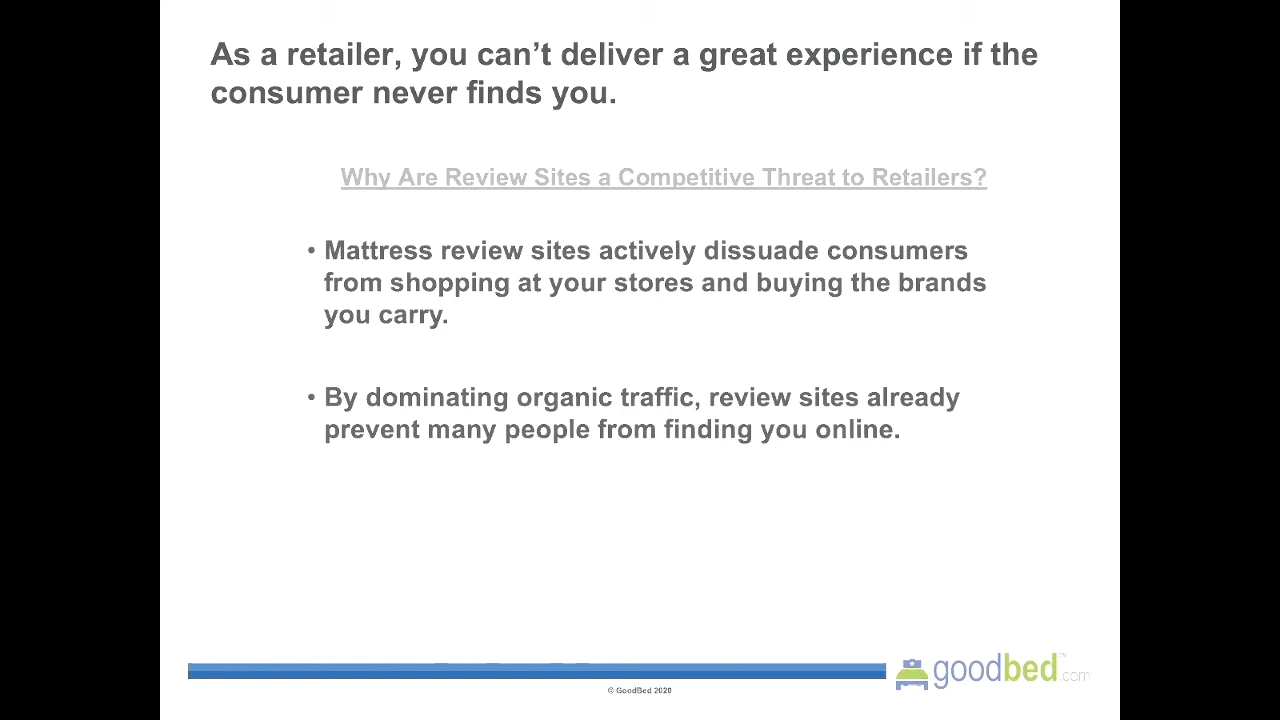 As a retailer, you can’t deliver a great experience if the
consumer never finds you.
Why Are Review Sites a Competitive Threat to Retailers?
• Mattress review sites actively dissuade consumers
from shopping at your stores and buying the brands
you carry.
• By dominating organic traffic, review sites already
prevent many people from finding you online.
goodbed.com™
© GoodBed 2020